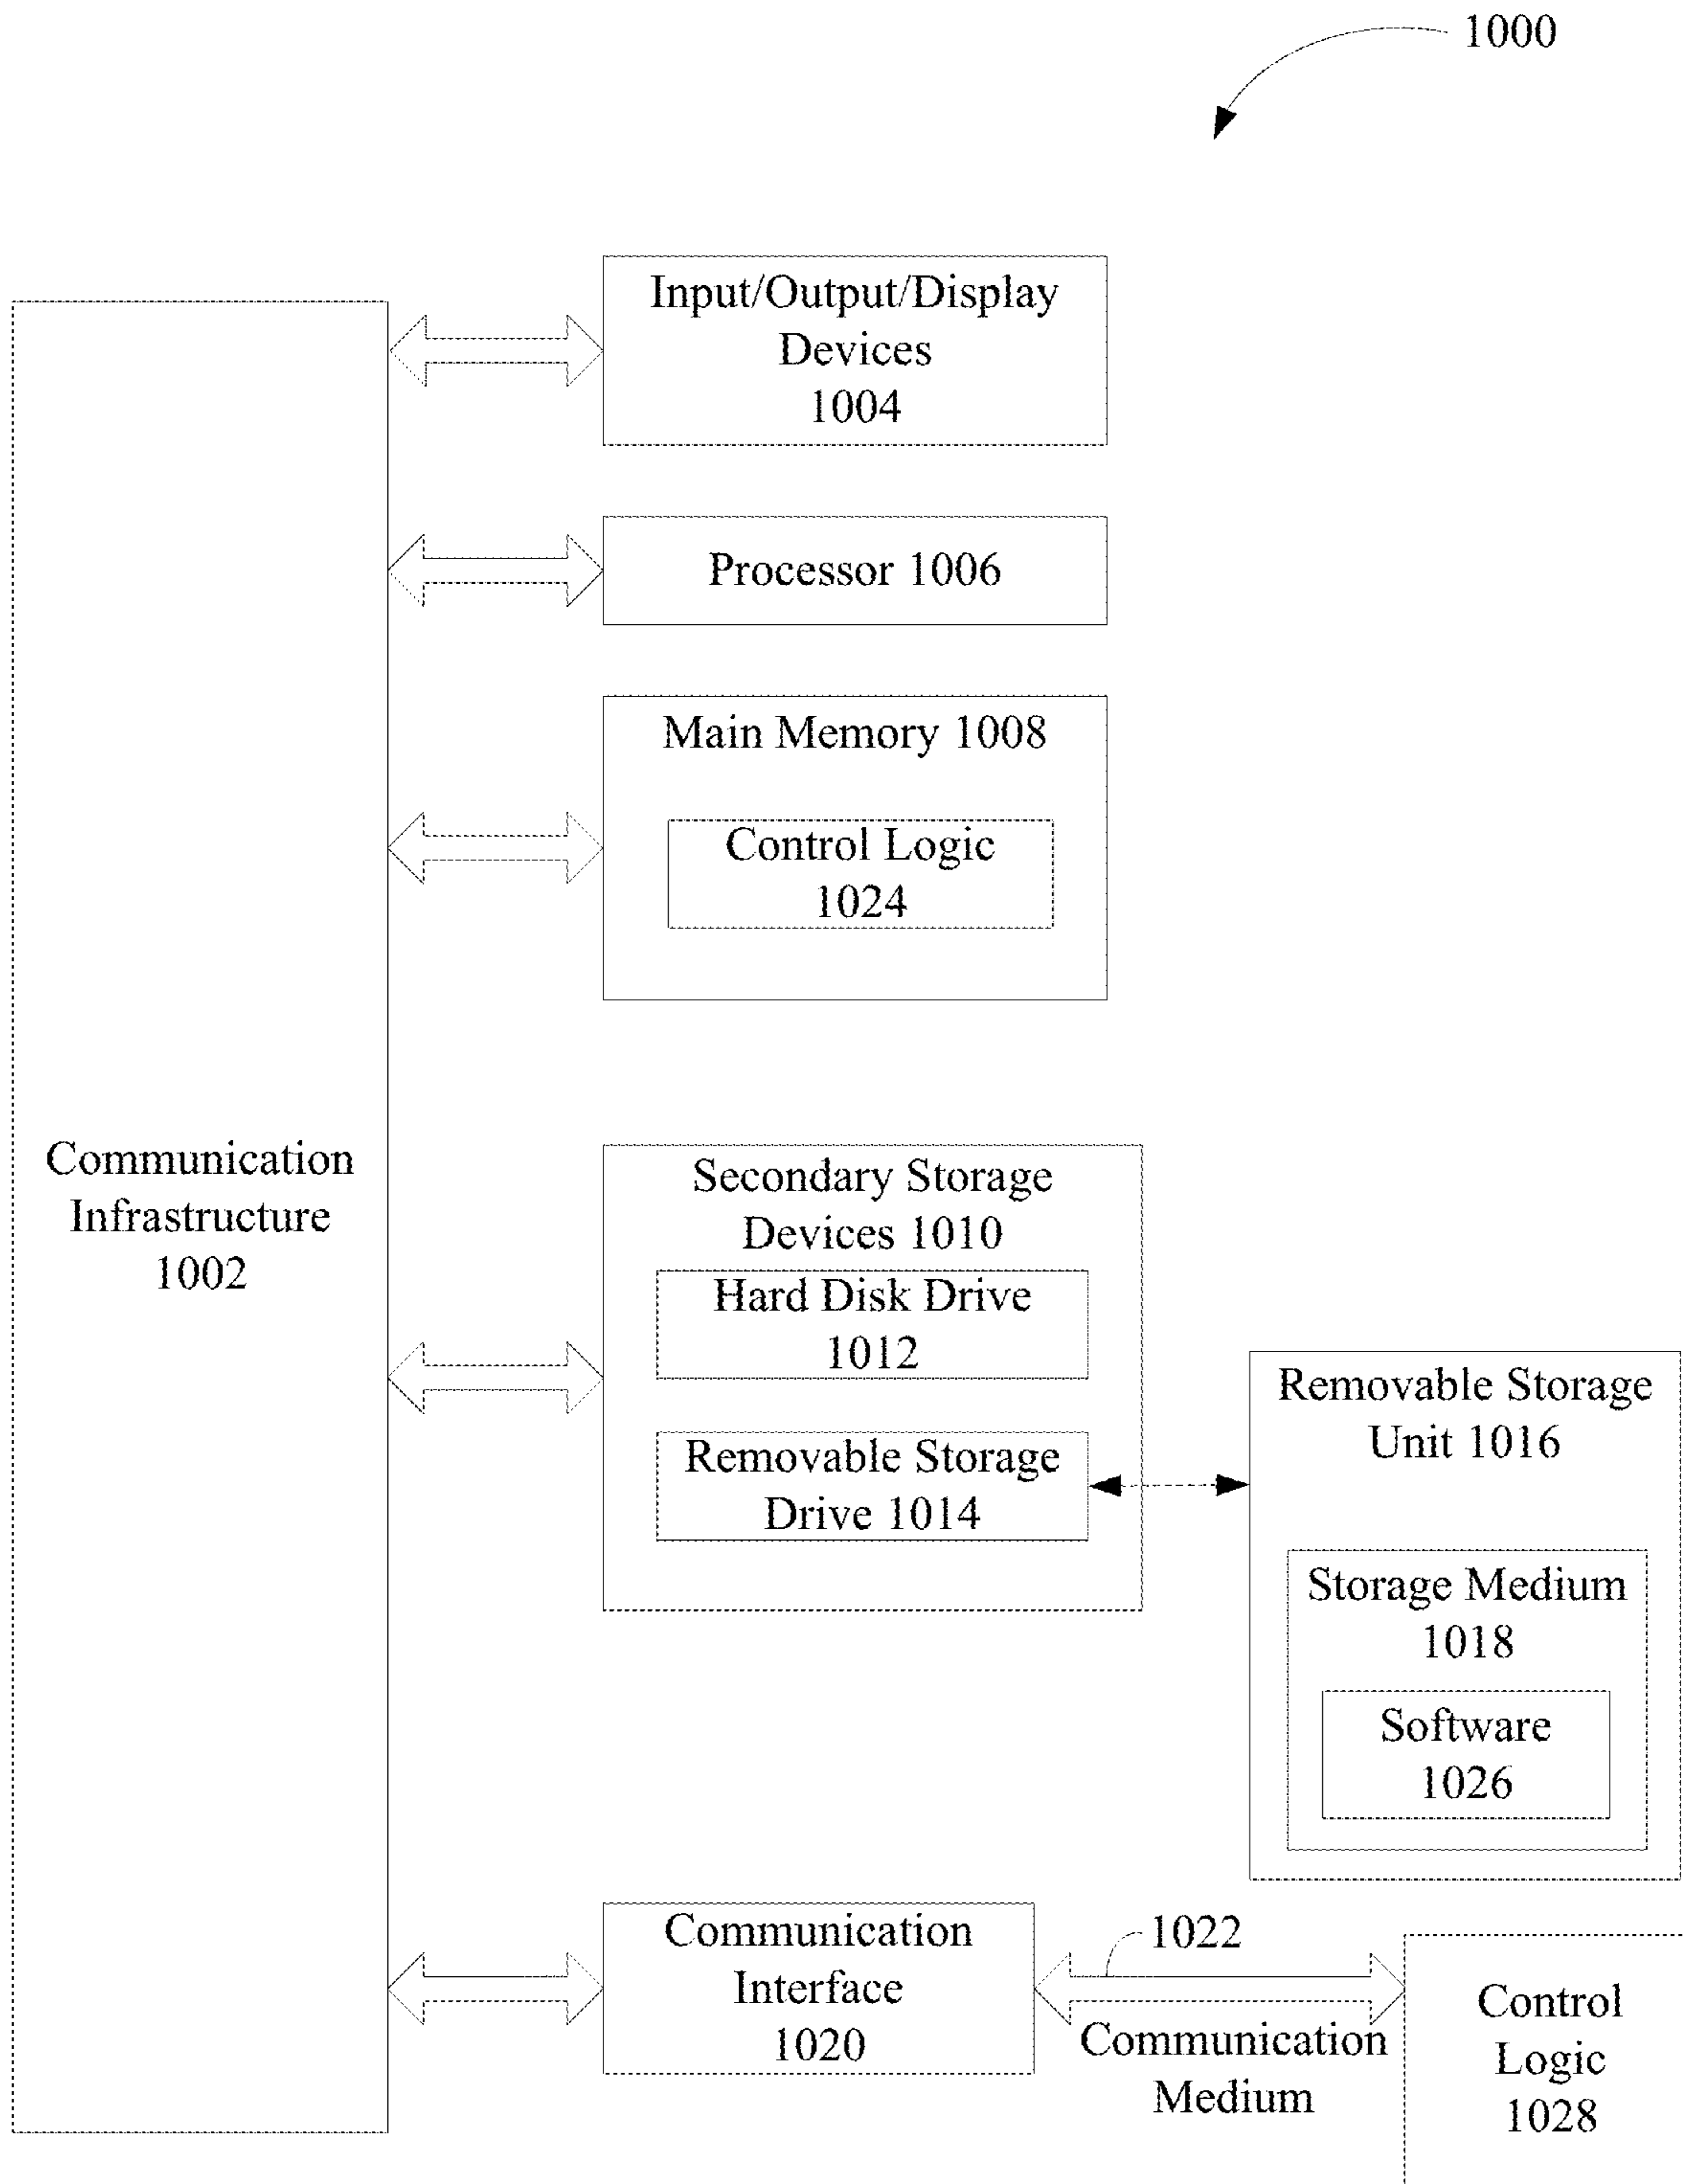 1000
Input/Output/Display
Devices
1004
Processor 1006
Main Memory 1008
Control Logic
1024
Communication
Infrastructure
1002
Secondary Storage
Devices 1010
Hard Disk Drive
1012
Removable Storage
Drive 1014
Removable Storage
Unit 1016
Storage Medium
1018
Software
1026
Communication
Interface
1020
1022
Communication
Medium
Control
Logic
1028